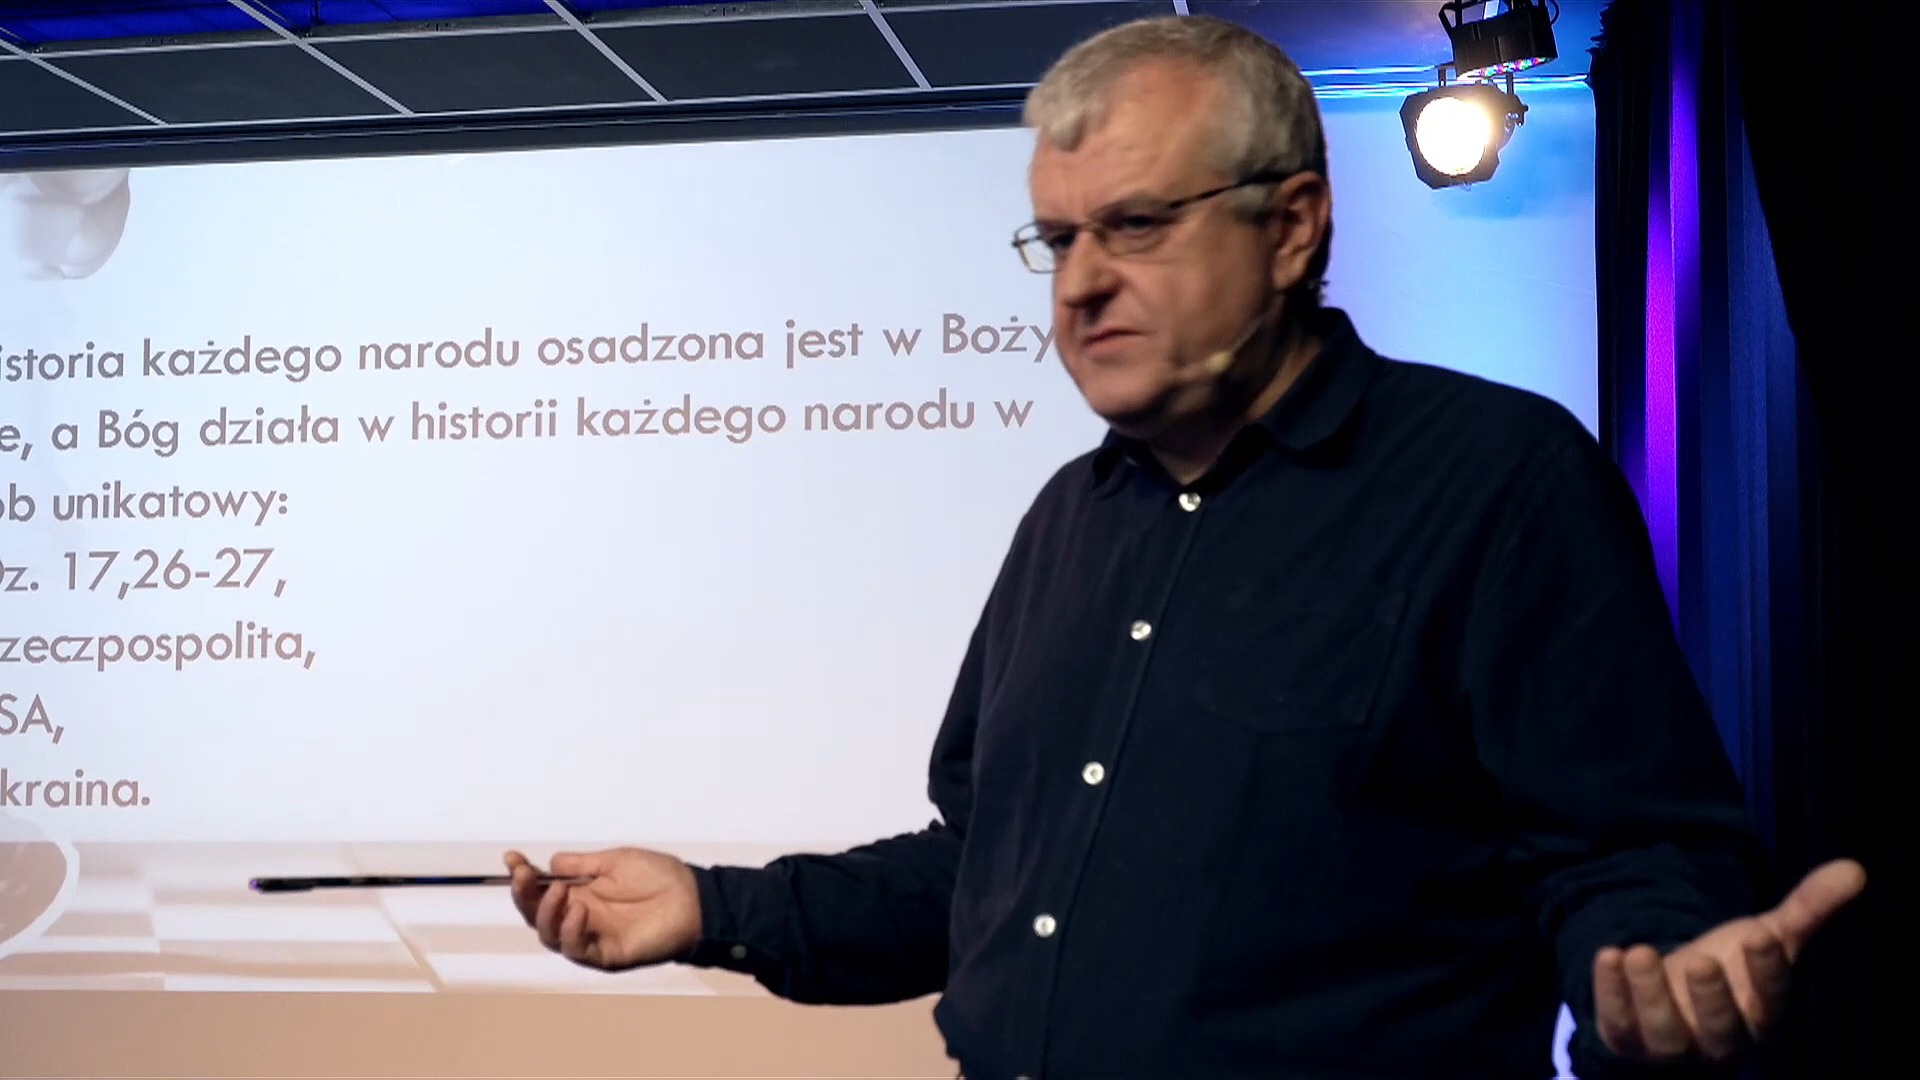 istoria każdego narodu osadzona jest w Boży
e, a Bóg działa w historii każdego narodu w
ób unikatowy:
Dz. 17,26-27,
zeczpospolita,
SA,
kraina.